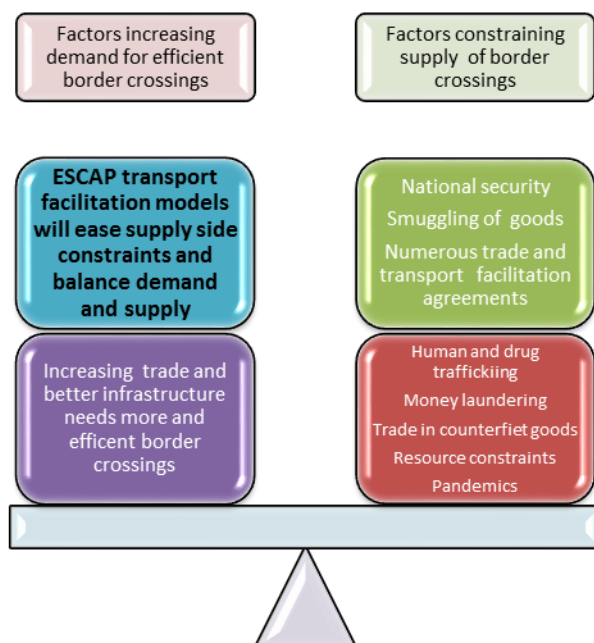 Factors increasing
demand for efficient
border crossings
Factors constraining
supply of border
crossings
ESCAP transport
facilitation models
will ease supply side
constraints and
balance demand
and supply
National security
Smuggling of goods
Numerous trade and
transport facilitation
agreements
Increasing trade and
better infrastructure
needs more and
efficent border
crossings
Human and drug
traffickiing
Money laundering
Trade in counterfiet goods
Resource constraints
Pandemics